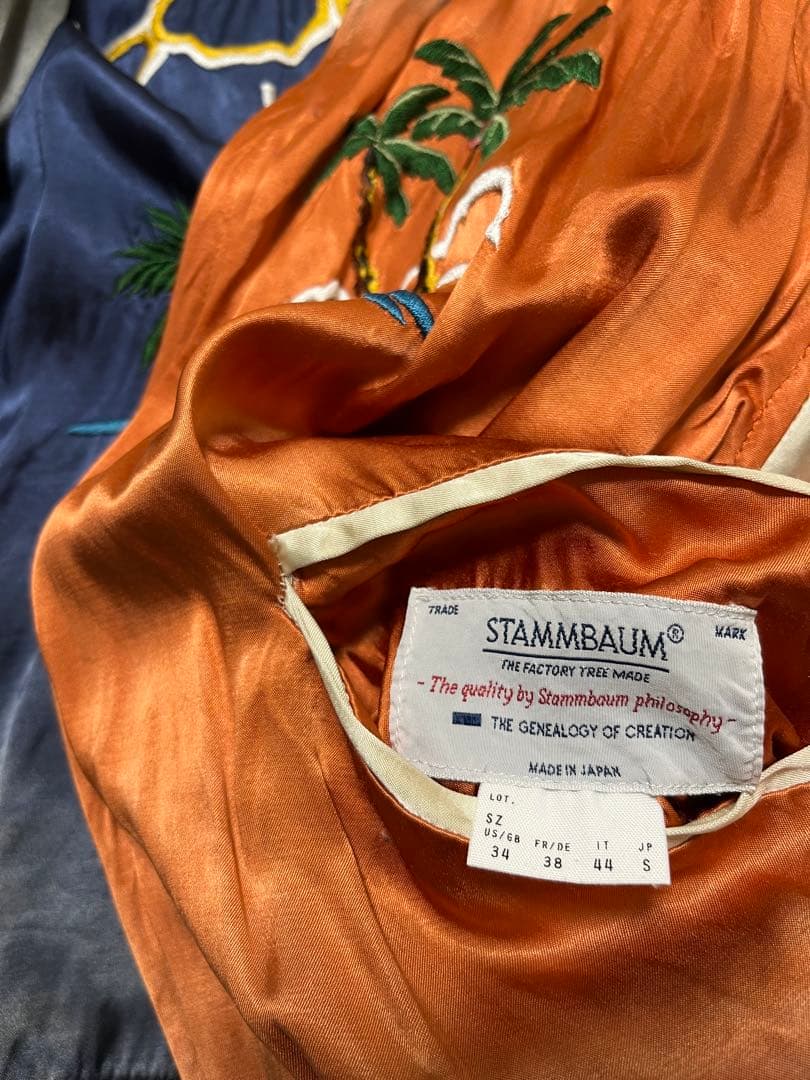 TRADE MARK
STAMMBAUM®
THE FACTORY TREE MADE
- The quality by Stammbaum philosophy -
THE GENEALOGY OF CREATION
MADE IN JAPAN
LOT.
SZ
US/GB FR/DE IT JP
34 38 44 S